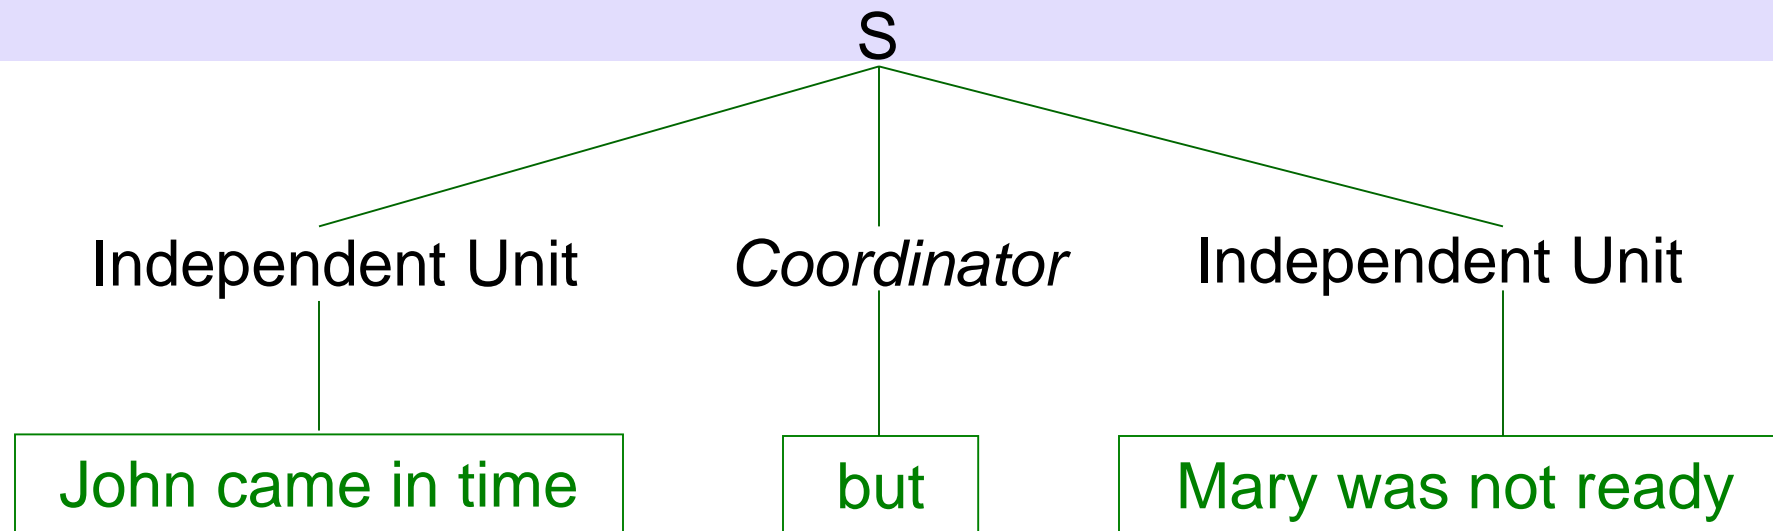 S
Independent Unit Coordinator Independent Unit
John came in time but Mary was not ready